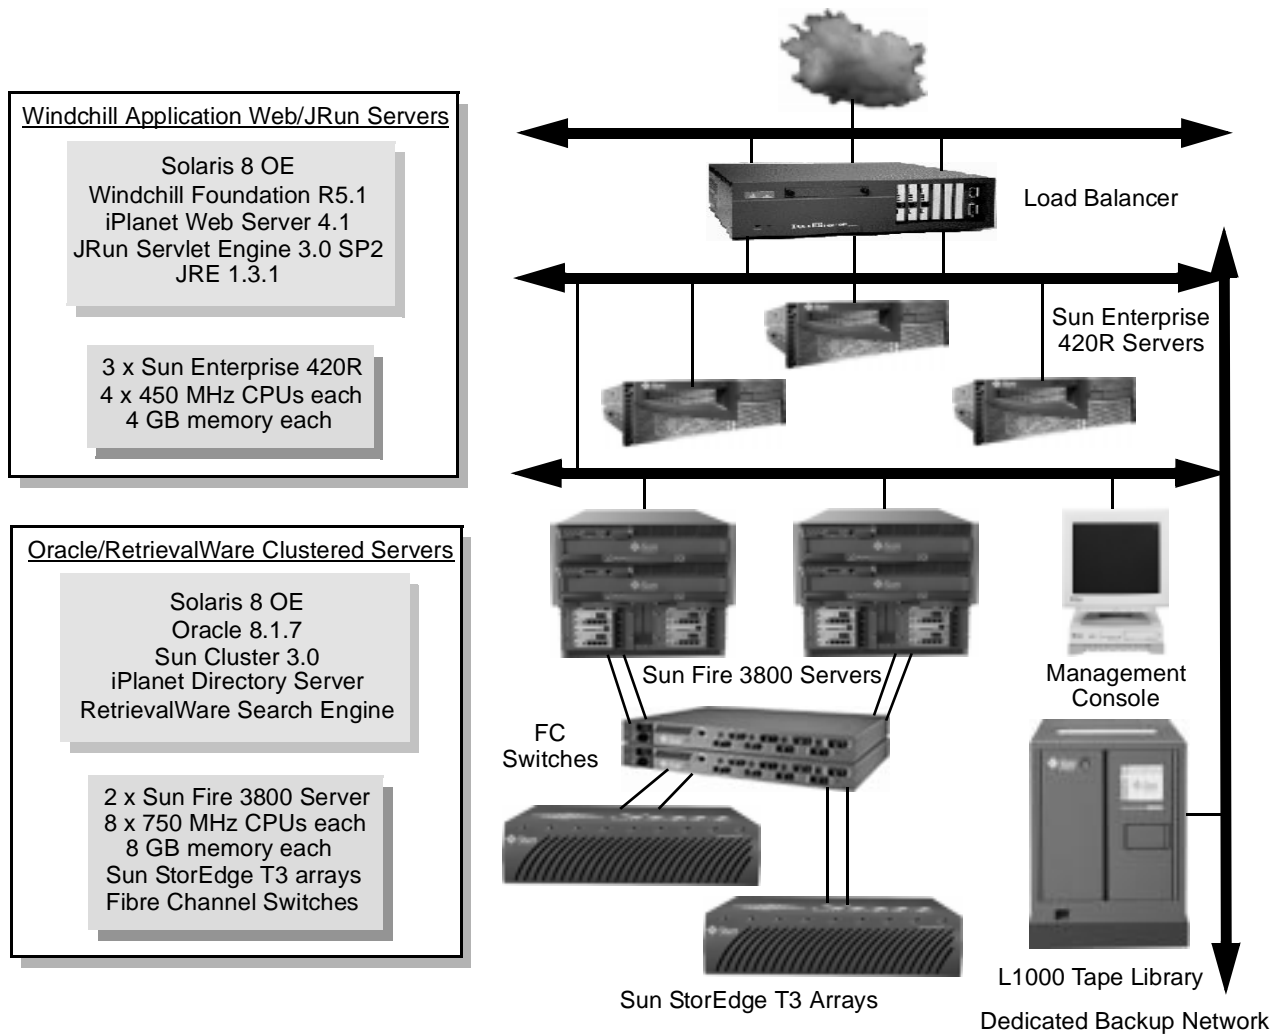 Windchill Application Web/JRun Servers
Solaris 8 OE
Windchill Foundation R5.1
iPlanet Web Server 4.1
JRun Servlet Engine 3.0 SP2
JRE 1.3.1
3 x Sun Enterprise 420R
4 x 450 MHz CPUs each
4 GB memory each
Oracle/RetrievalWare Clustered Servers
Solaris 8 OE
Oracle 8.1.7
Sun Cluster 3.0
iPlanet Directory Server
RetrievalWare Search Engine
2 x Sun Fire 3800 Server
8 x 750 MHz CPUs each
8 GB memory each
Sun StorEdge T3 arrays
Fibre Channel Switches
Load Balancer
Sun Enterprise
420R Servers
Sun
Sun
Sun Fire 3800 Servers
Management
Console
FC
Switches
Sun
Sun
Sun
L1000 Tape Library
Sun StorEdge T3 Arrays
Dedicated Backup Network